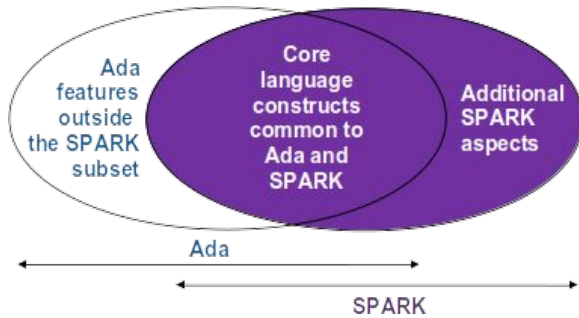 Ada
features
outside
the SPARK
subset
Core
language
constructs
common to
Ada and
SPARK
Additional
SPARK
aspects
Ada
SPARK